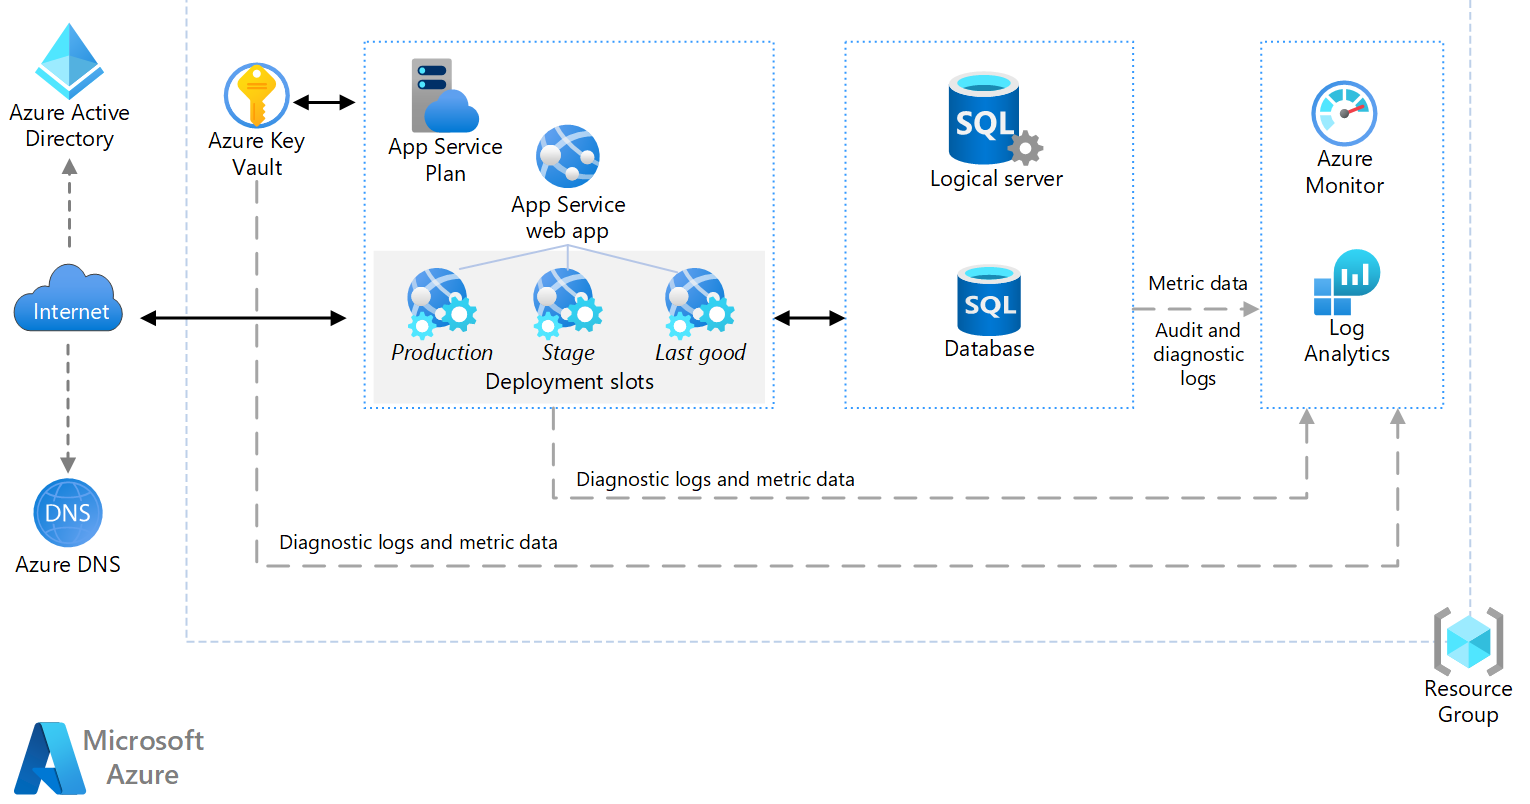 Azure Active
Directory
Internet
DNS
Azure DNS
Azure Key
Vault
App Service
Plan
App Service
web app
Production
Stage
Last good
Deployment slots
SQL
Logical server
SQL
Database
Metric data
Audit and
diagnostic
logs
Azure
Monitor
Log
Analytics
Diagnostic logs and metric data
Diagnostic logs and metric data
Resource
Group
Microsoft
Azure